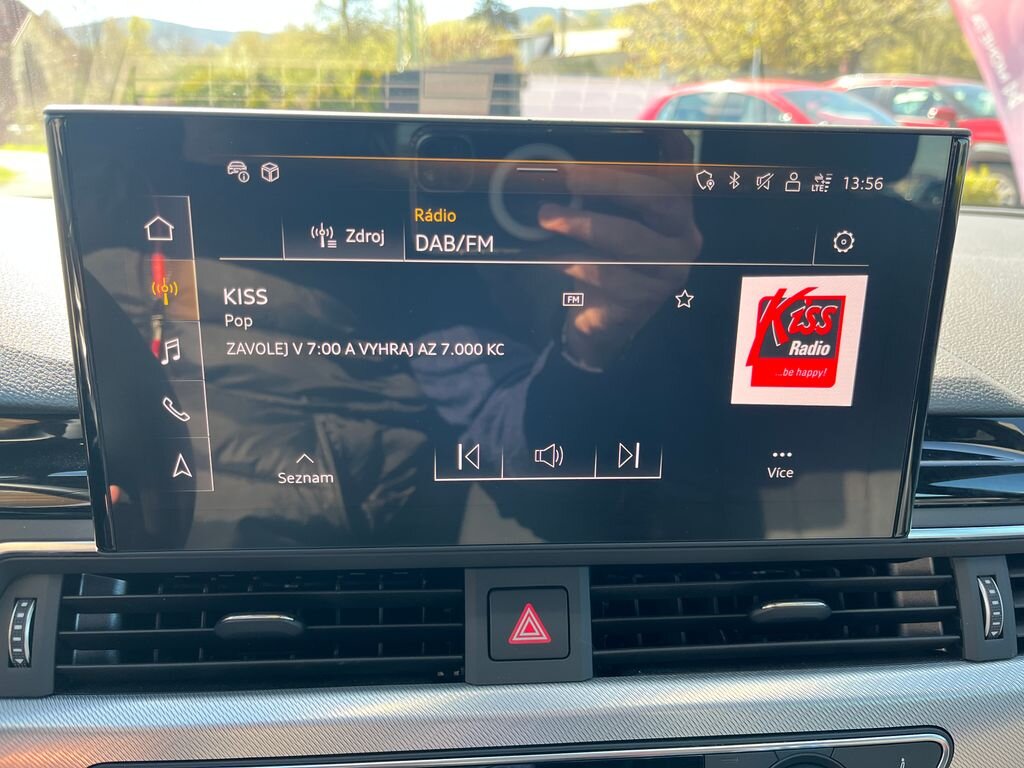 LTE 13:56
Rádio
Zdroj
DAB/FM
KISS
FM
Pop
ZAVOLEJ V 7:00 A VYHRAJ AZ 7.000 KC
Kiss
Radio
...be happy!
Seznam
Více